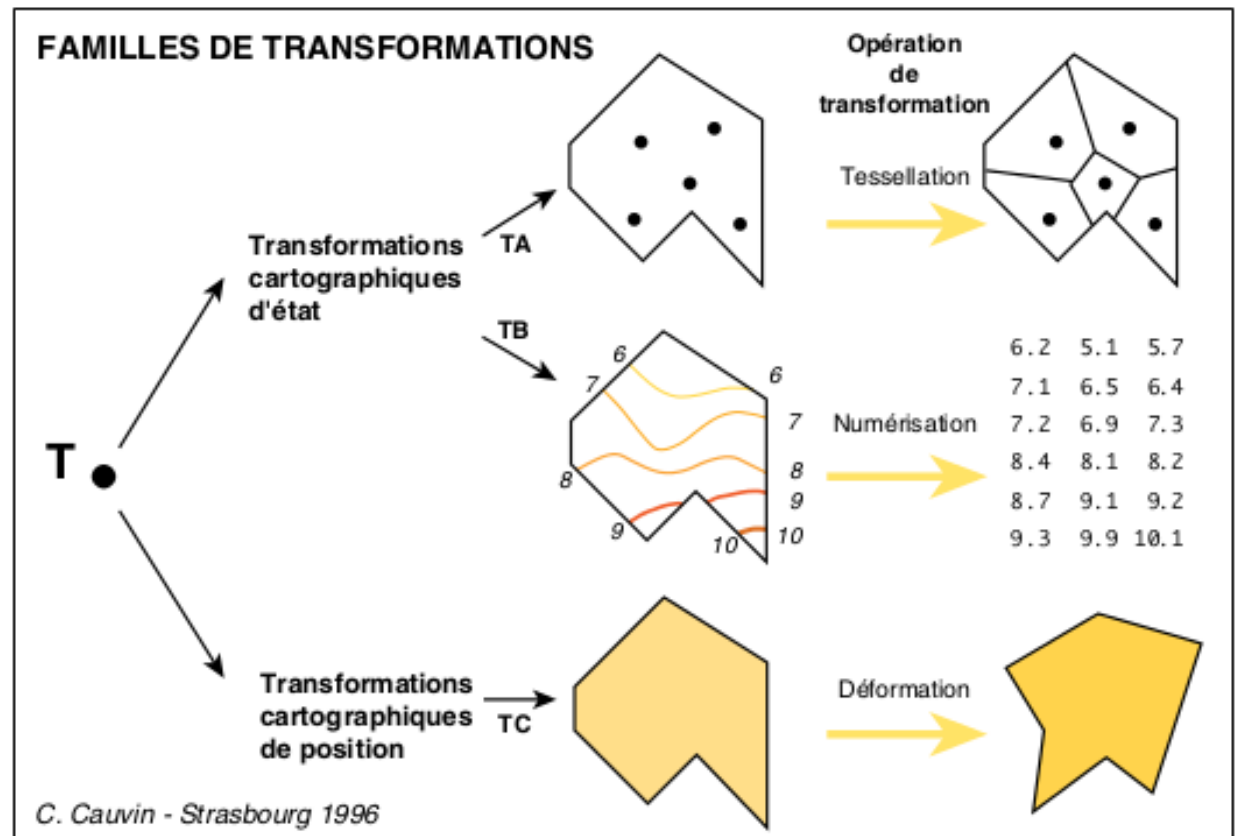 FAMILLES DE TRANSFORMATIONS
Opération
de
transformation
Transformations
cartographiques
d'état
TA
Tessellation
TB
6
7
8
9
10
6
7
8
9
10
Numérisation
6.2 5.1 5.7
7.1 6.5 6.4
7.2 6.9 7.3
8.4 8.1 8.2
8.7 9.1 9.2
9.3 9.9 10.1
T
Transformations
cartographiques
de position
TC
Déformation
C. Cauvin - Strasbourg 1996